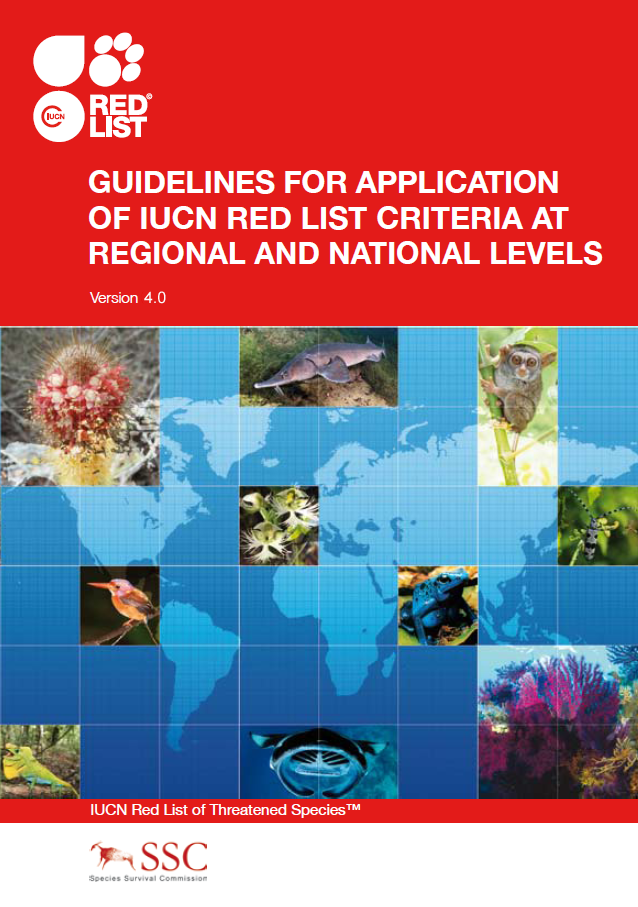 IUCN
RED©
LIST
GUIDELINES FOR APPLICATION
OF IUCN RED LIST CRITERIA AT
REGIONAL AND NATIONAL LEVELS
Version 4.0
IUCN Red List of Threatened Species™
SSC
Species Survival Commission